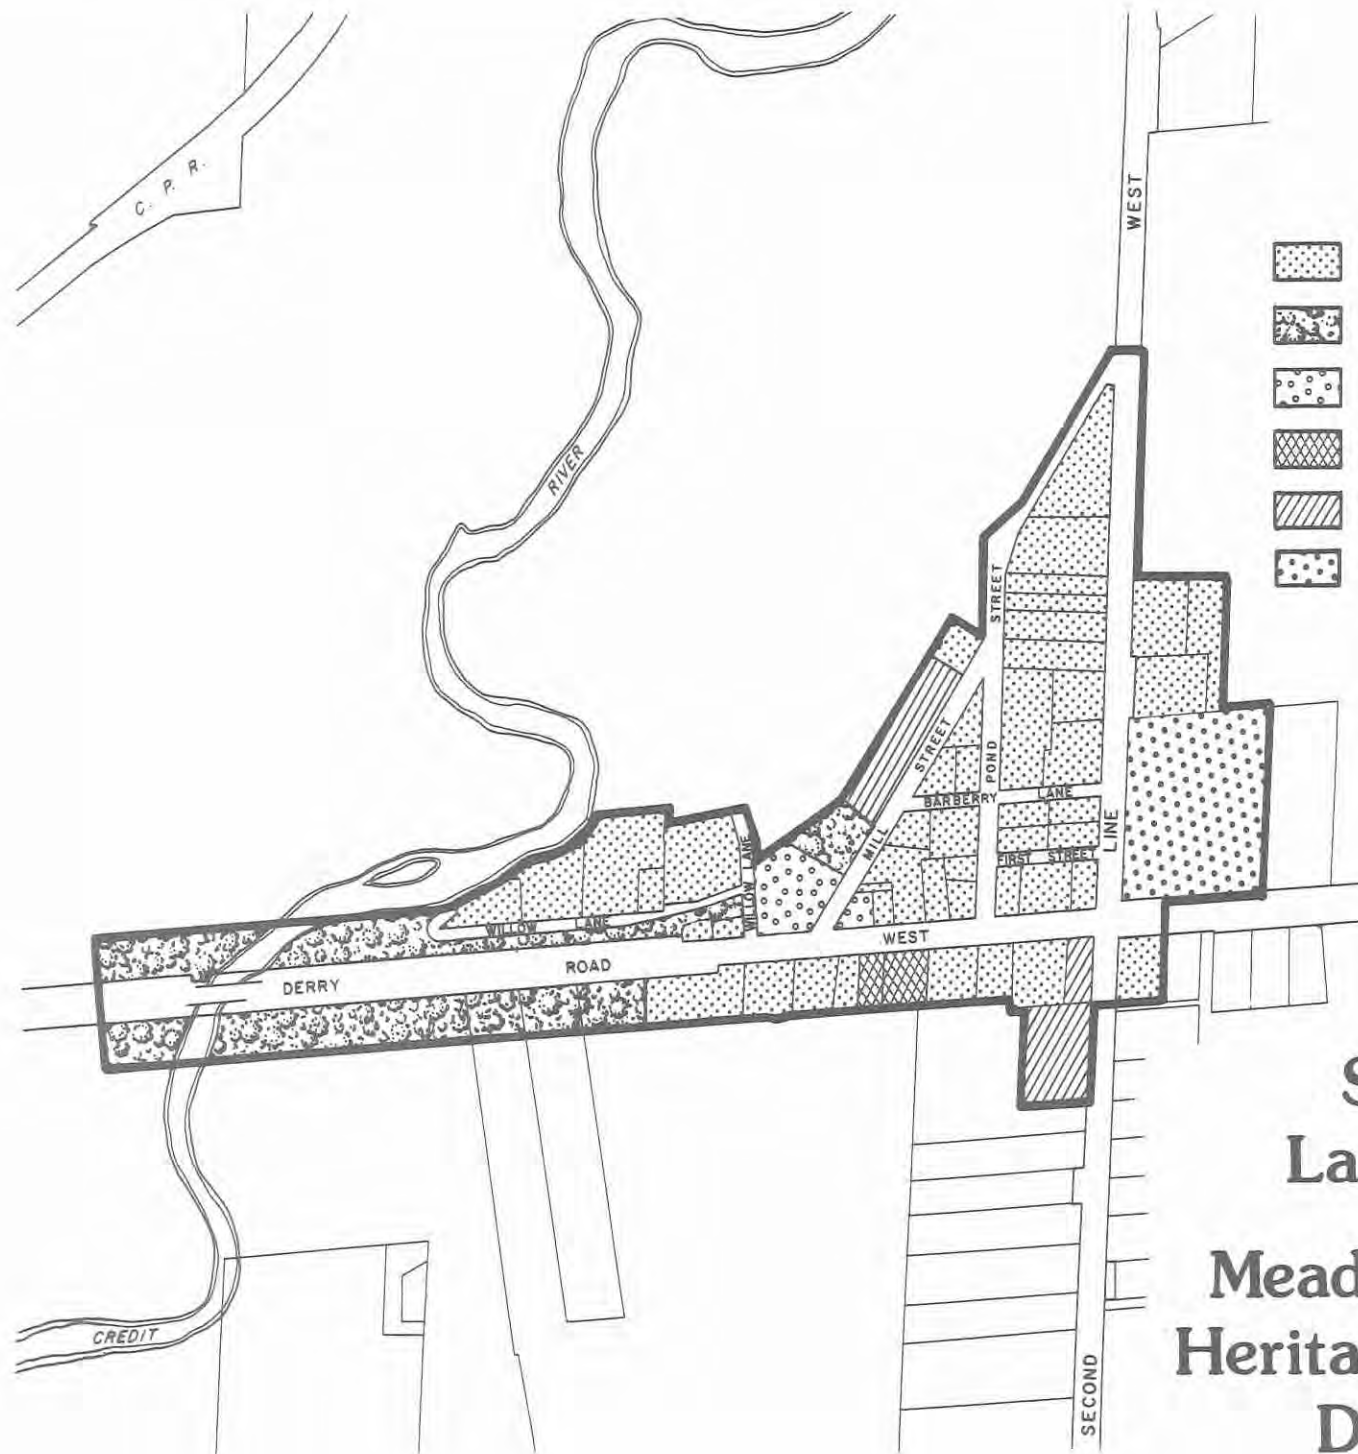 C. P. R.
WEST
RIVER
STREET
STREET
POND
BARBERRY LANE
MILL
LINE
FIRST STREET
WILLOW LANE
WILLOW LANE
WEST
ROAD
DERRY
S
La
Mead
Herita
D
CREDIT
SECOND